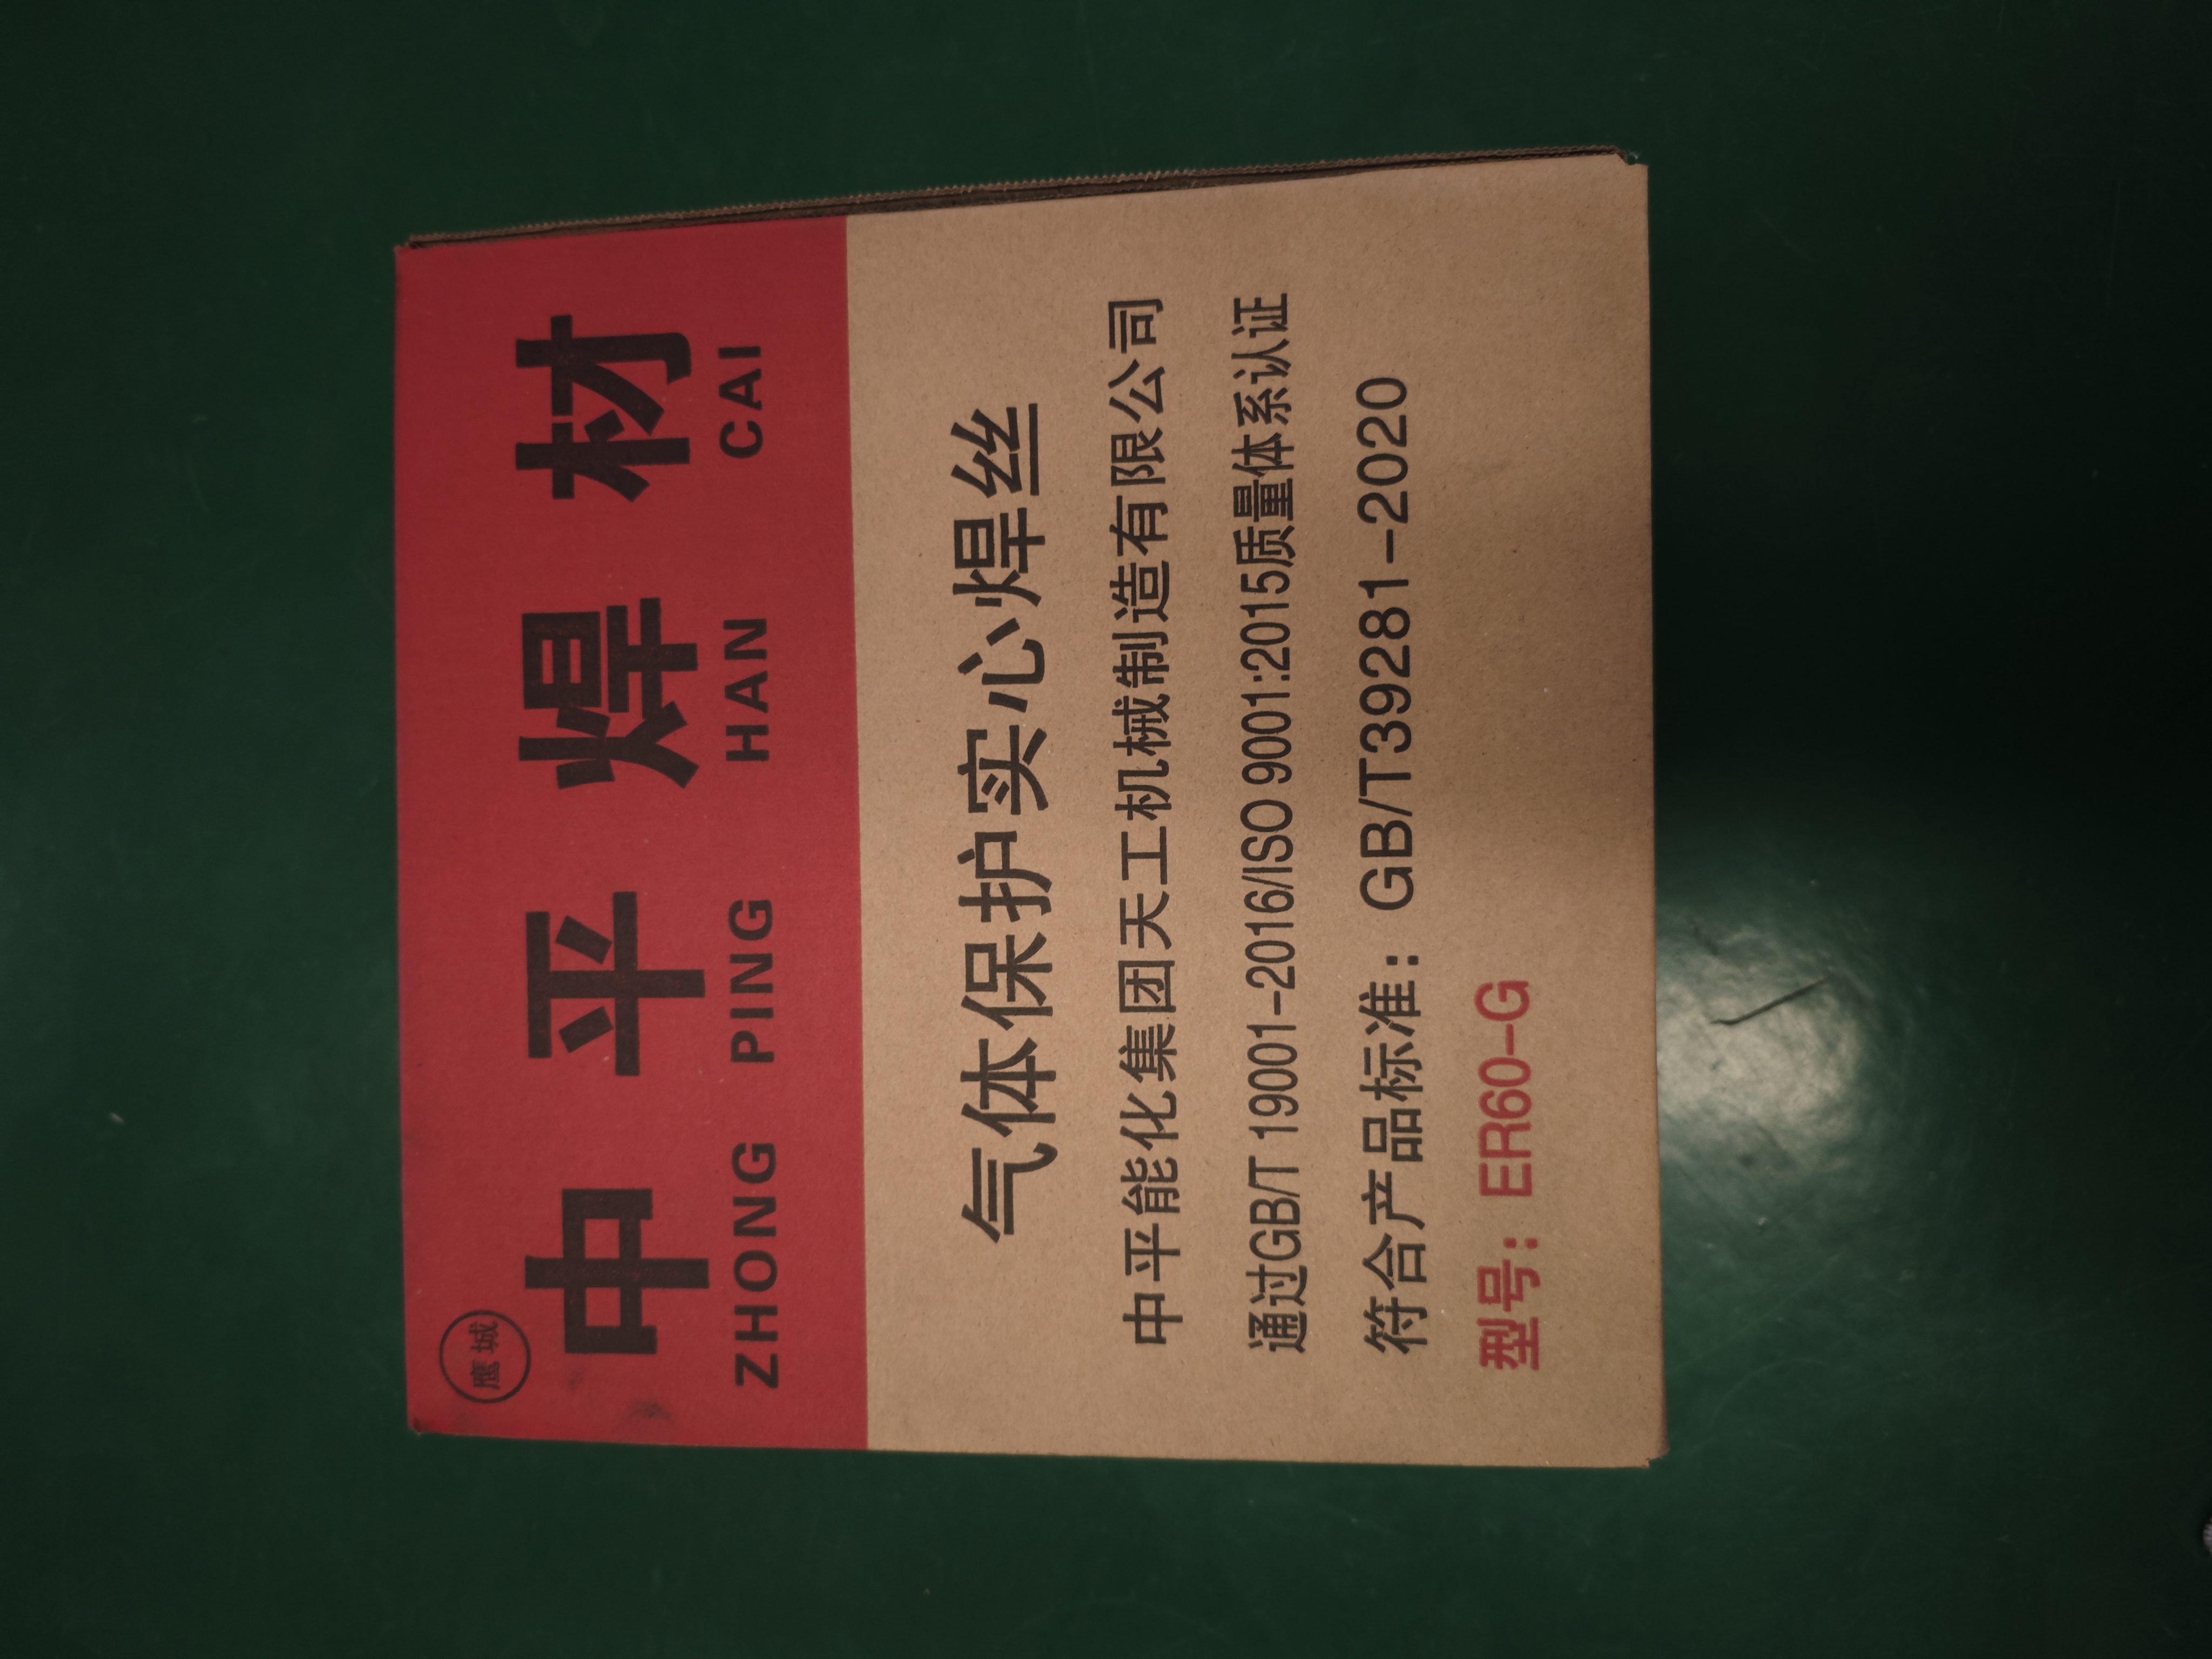 鹰城
中平焊材
ZHONG PING HAN CAI
气体保护实心焊丝
中平能化集团天工机械制造有限公司
通过GB/T 19001-2016/ISO 9001:2015质量体系认证
符合产品标准：GB/T39281-2020
型号：ER60-G